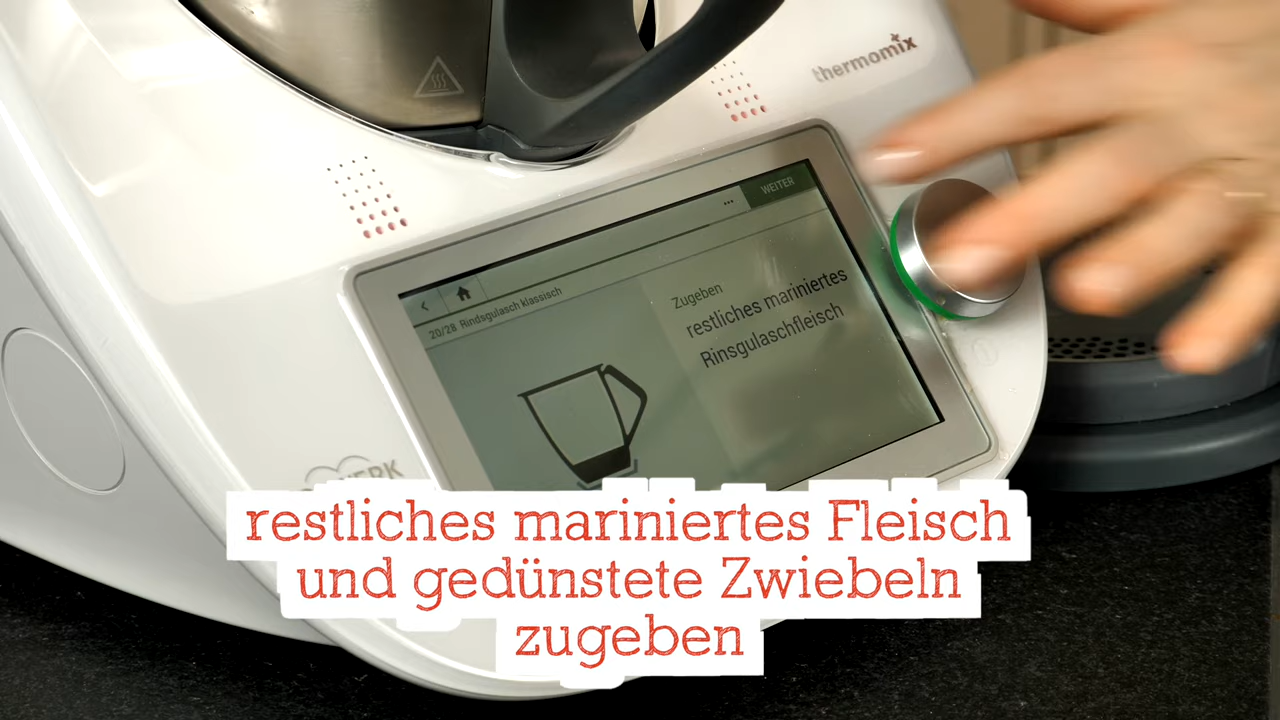 thermomix
WEITER
20/28 Rindsgulasch klassisch
Zugeben
restliches mariniertes
Rinsgulaschfleisch
restliches mariniertes Fleisch
und gedünstete Zwiebeln
zugeben